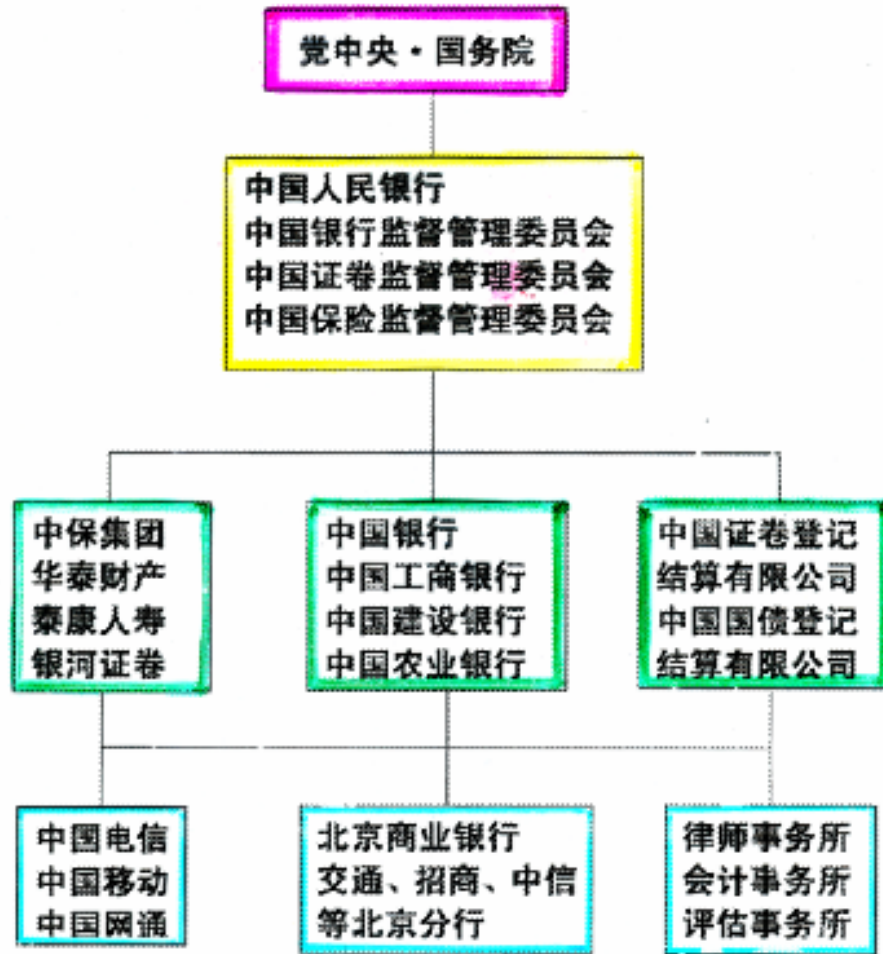 党中央·国务院
中国人民银行
中国银行监督管理委员会
中国证卷监督管理委员会
中国保险监督管理委员会
中保集团
华泰财产
泰康人寿
银河证卷
中国银行
中国工商银行
中国建设银行
中国农业银行
中国证卷登记
结算有限公司
中国国债登记
结算有限公司
中国电信
中国移动
中国网通
北京商业银行
交通、招商、中信
等北京分行
律师事务所
会计事务所
评估事务所